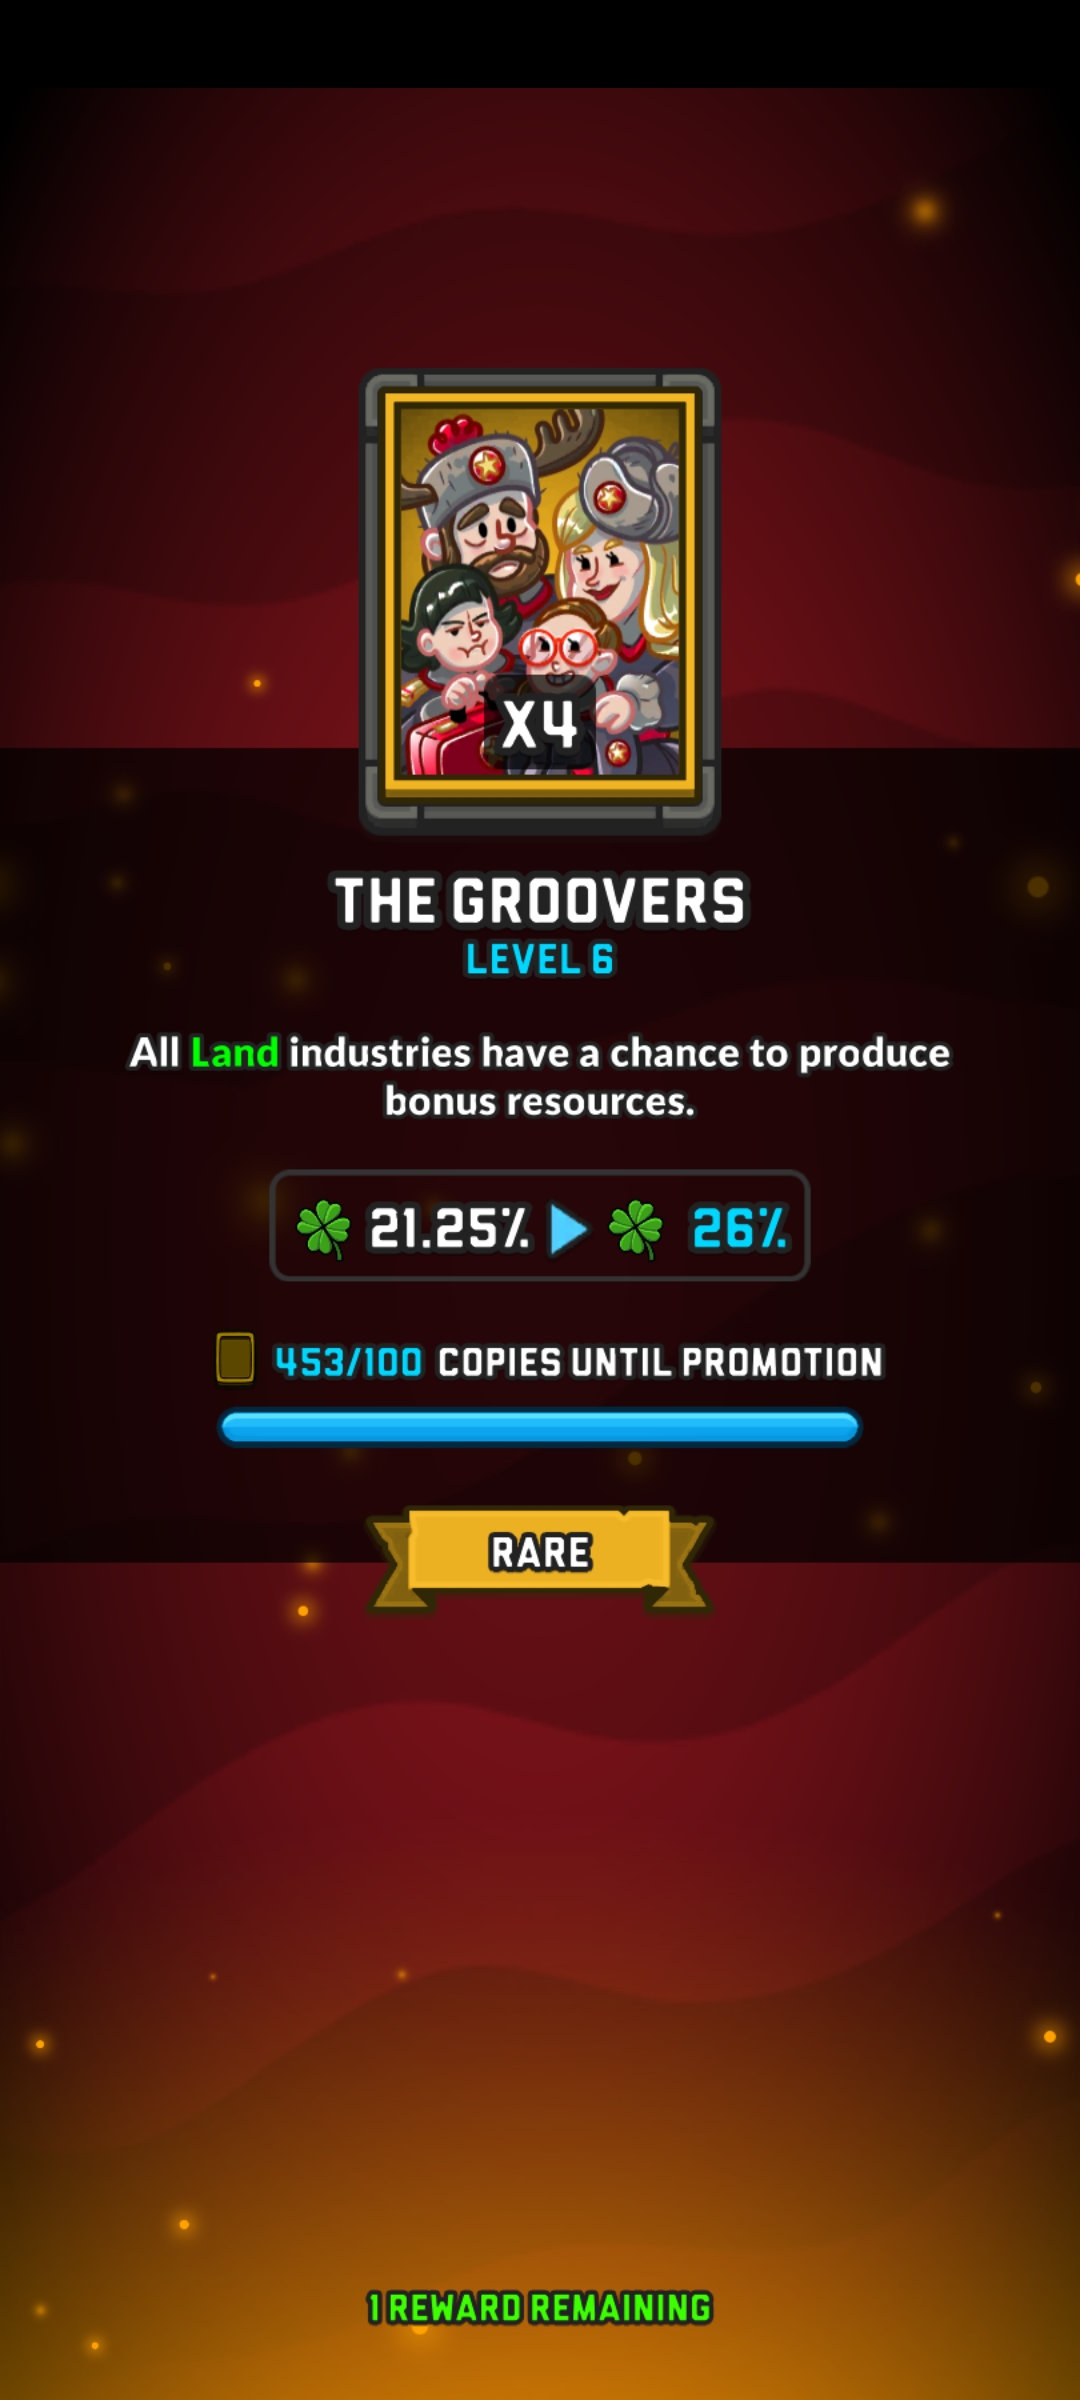 X4
THE GROOVERS
LEVEL 6
All Land industries have a chance to produce
bonus resources.
21.25% 26%
453/100 COPIES UNTIL PROMOTION
RARE
1 REWARD REMAINING